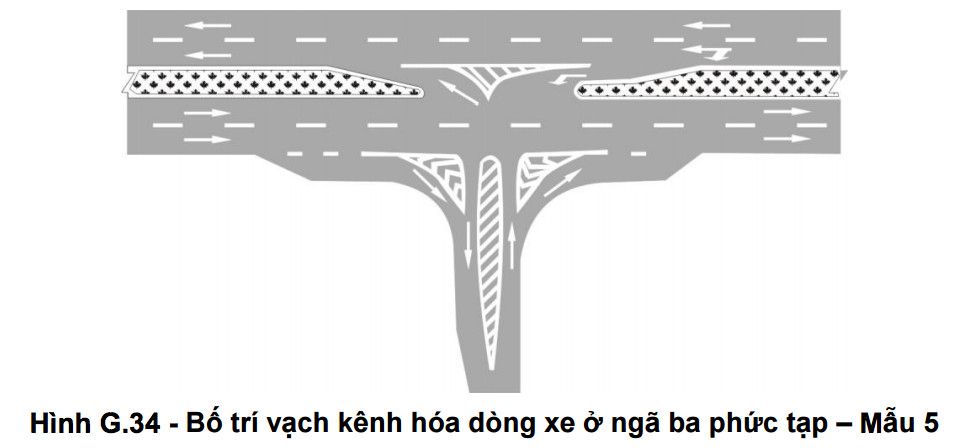 Hình G.34 - Bố trí vạch kênh hóa dòng xe ở ngã ba phức tạp – Mẫu 5